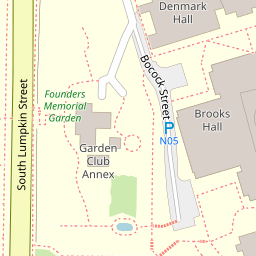 Denmark
Hall
Bocock Street
Founders
Memorial
Garden
South Lumpkin Street
Brooks
Hall
P
N05
Garden
Club
Annex